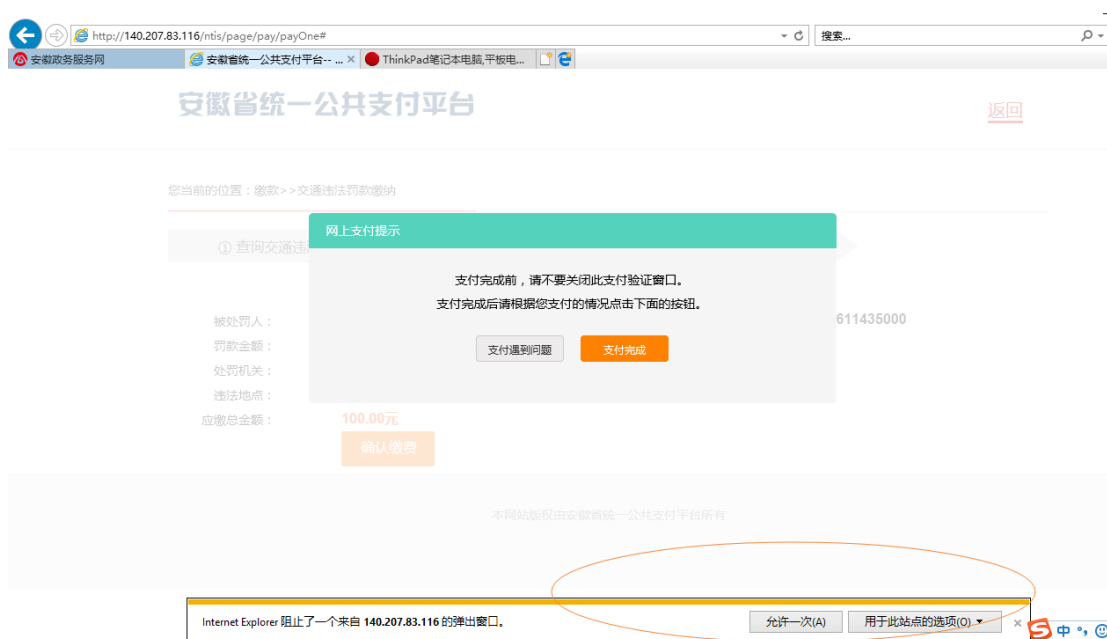 http://140.207.83.116/ntis/page/pay/payOne#
搜索...
安徽政务服务网
安徽省统一公共支付平台-- ...
ThinkPad笔记本电脑,平板电...
安徽省统一公共支付平台
返回
您当前的位置：缴款>>交通违法罚款缴纳
① 查询交通违
网上支付提示
支付完成前，请不要关闭此支付验证窗口。
支付完成后请根据您支付的情况点击下面的按钮。
支付遇到问题
支付完成
被处罚人：
611435000
罚款金额：
处罚机关：
违法地点：
应缴总金额：
100.00元
确认缴费
本网站版权由安徽省统一公共支付平台所有
Internet Explorer 阻止了一个来自 140.207.83.116 的弹出窗口。
允许一次(A)
用于此站点的选项(O)
中